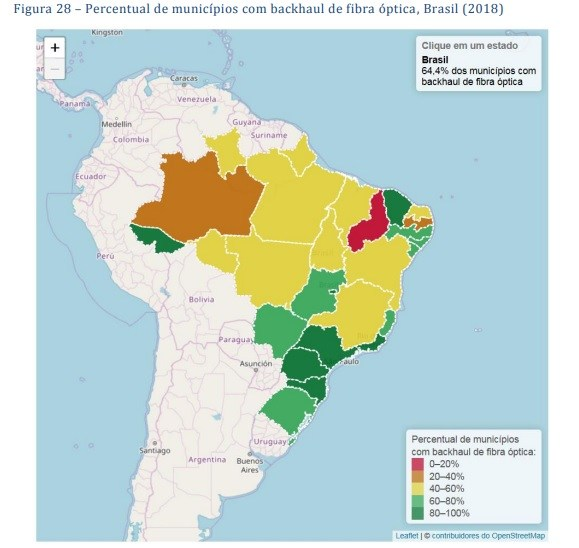 Figura 28 – Percentual de municípios com backhaul de fibra óptica, Brasil (2018)
+
−
Clique em um estado
Brasil
64,4% dos municípios com
backhaul de fibra óptica
Kingston
Caracas
Panamá
Venezuela
Medellín
Guyana
Colombia
Suriname
Ecuador
Perú
Bolivia
Paraguay
Asunción
Paulo
Uruguay
Santiago
Argentina
Buenos
Aires
Percentual de municípios
com backhaul de fibra óptica:
0–20%
20–40%
40–60%
60–80%
80–100%
Leaflet | © contribuidores do OpenStreetMap